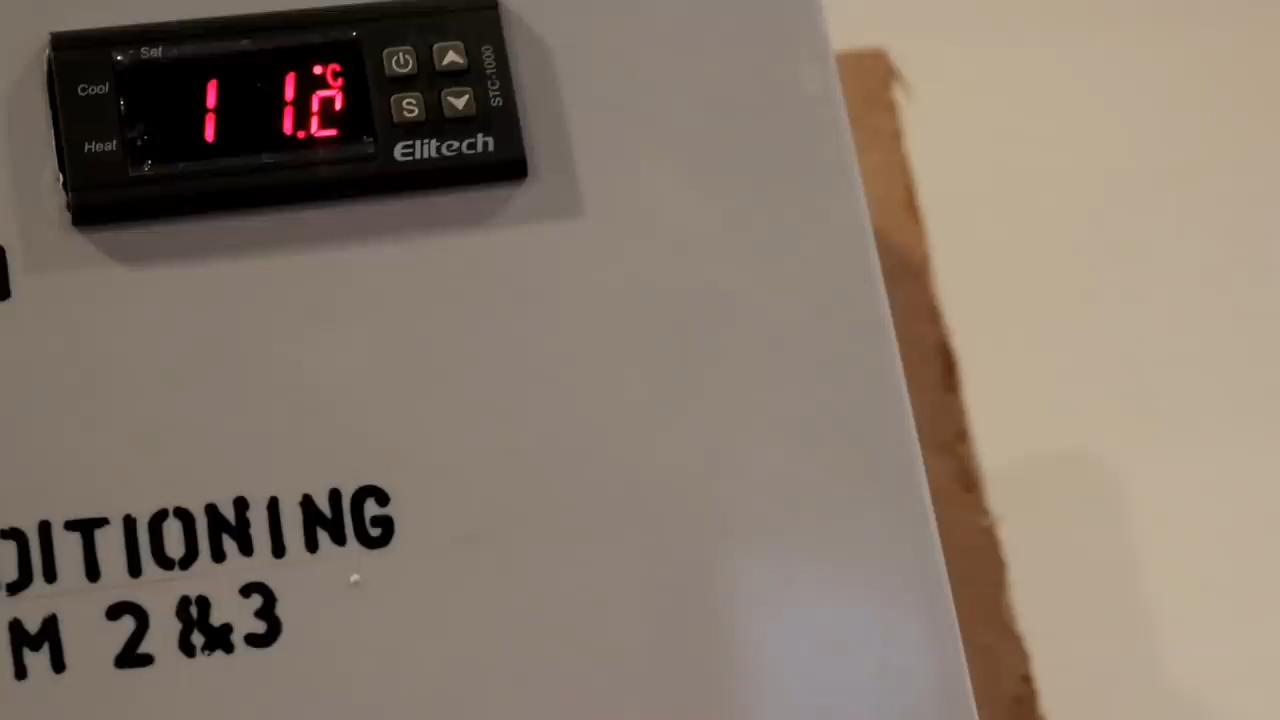 Set
Cool
Heat
11.2 °C
S
STC-1000
Elitech
DITIONING
M 2&3